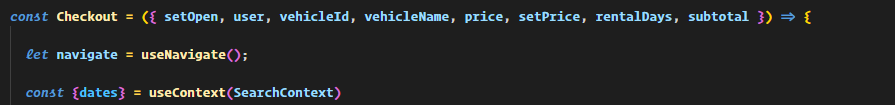 const Checkout = ({ setOpen, user, vehicleId, vehicleName, price, setPrice, rentalDays, subtotal }) => {
let navigate = useNavigate();
const {dates} = useContext(SearchContext)